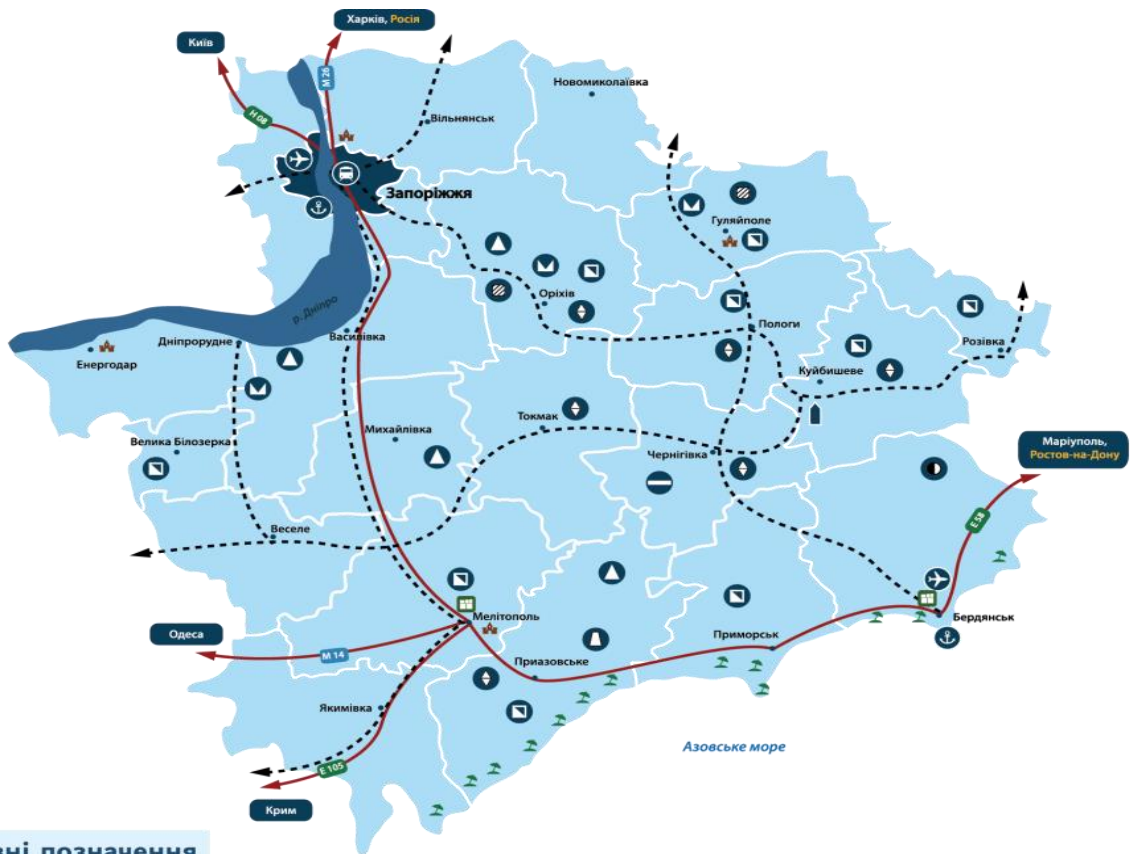 Харків, Росія
Київ
М 26
Н 08
Новомиколаївка
Вільнянськ
Запоріжжя
Гуляйполе
Оріхів
р. Дніпро
Пологи
Василівка
Дніпрорудне
Енергодар
Розівка
Куйбишеве
Токмак
Михайлівка
Велика Білозерка
Чернігівка
Маріуполь,
Ростов-на-Дону
Е 58
Веселе
Мелітополь
Бердянськ
Одеса
М 14
Приморськ
Приазовське
Якимівка
Азовське море
Е 105
Крим
ні позначення